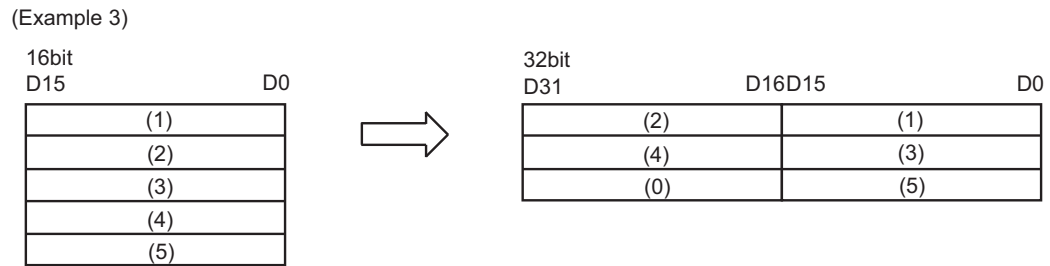 (Example 3)
16bit
D15 D0
(1)
(2)
(3)
(4)
(5)
32bit
D31 D16D15 D0
(2) (1)
(4) (3)
(0) (5)